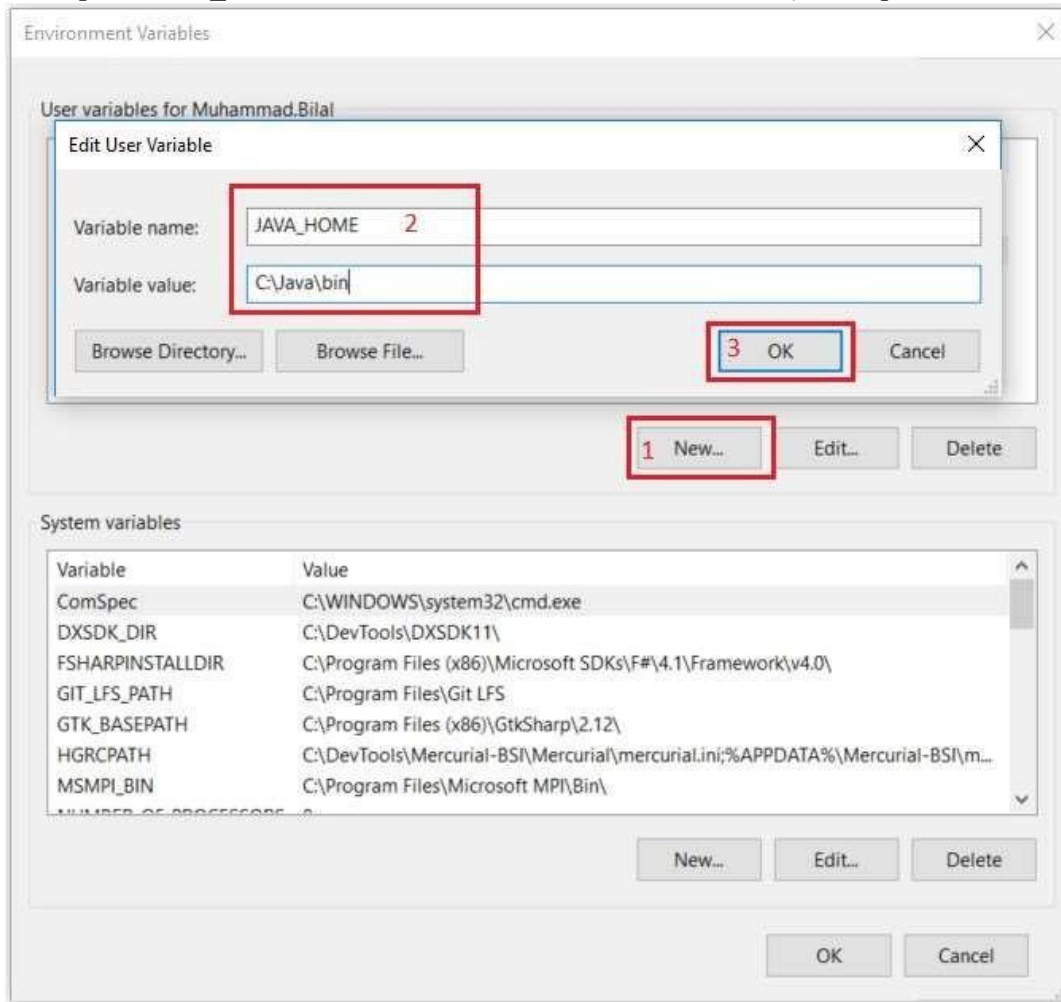 Environment Variables
User variables for Muhammad.Bilal
Edit User Variable
Variable name: JAVA_HOME 2
Variable value: C:\Java\bin
Browse Directory... Browse File... 3 OK Cancel
1 New... Edit... Delete
System variables
Variable Value
ComSpec C:\WINDOWS\system32\cmd.exe
DXSDK_DIR C:\DevTools\DXSDK11\
FSHARPINSTALLDIR C:\Program Files (x86)\Microsoft SDKs\F#\4.1\Framework\v4.0\
GIT_LFS_PATH C:\Program Files\Git LFS
GTK_BASEPATH C:\Program Files (x86)\GtkSharp\2.12\
HGRCPATH C:\DevTools\Mercurial-BSI\Mercurial\mercurial.ini;%APPDATA%\Mercurial-BSI\m...
MSMPI_BIN C:\Program Files\Microsoft MPI\Bin\
NUMBER_OF_PROCESSORS
New... Edit... Delete
OK Cancel